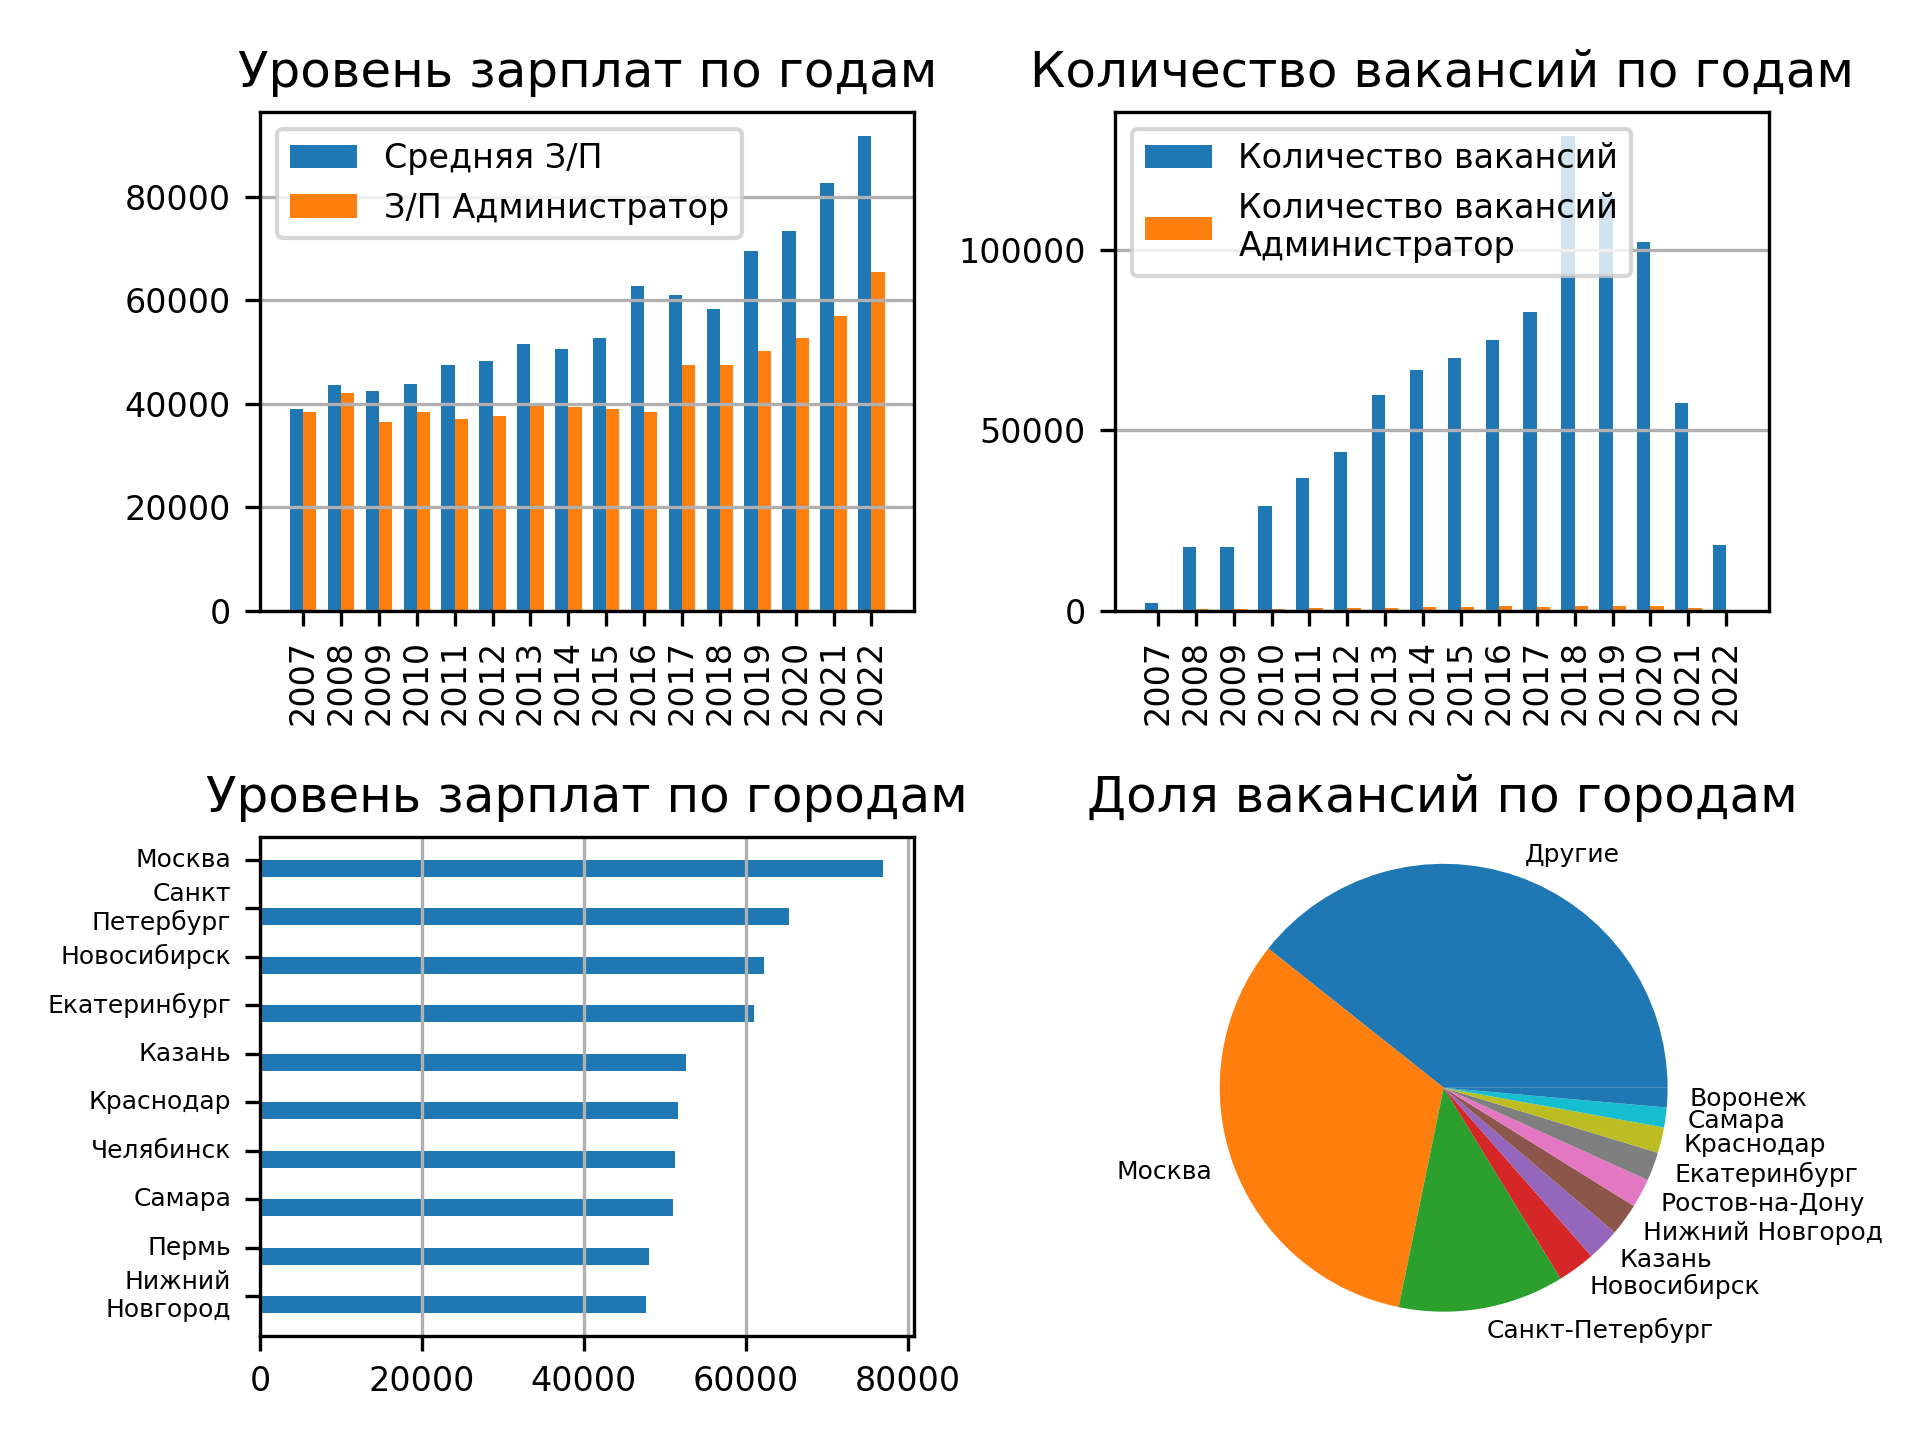 Уровень зарплат по годам
Средняя З/П
З/П Администратор
80000
60000
40000
20000
0
2007
2008
2009
2010
2011
2012
2013
2014
2015
2016
2017
2018
2019
2020
2021
2022
Количество вакансий по годам
Количество вакансий
Количество вакансий
Администратор
100000
50000
0
2007
2008
2009
2010
2011
2012
2013
2014
2015
2016
2017
2018
2019
2020
2021
2022
Уровень зарплат по городам
Москва
Санкт
Петербург
Новосибирск
Екатеринбург
Казань
Краснодар
Челябинск
Самара
Пермь
Нижний
Новгород
0
20000
40000
60000
80000
Доля вакансий по городам
Другие
Москва
Санкт-Петербург
Новосибирск
Казань
Нижний Новгород
Ростов-на-Дону
Екатеринбург
Краснодар
Самара
Воронеж